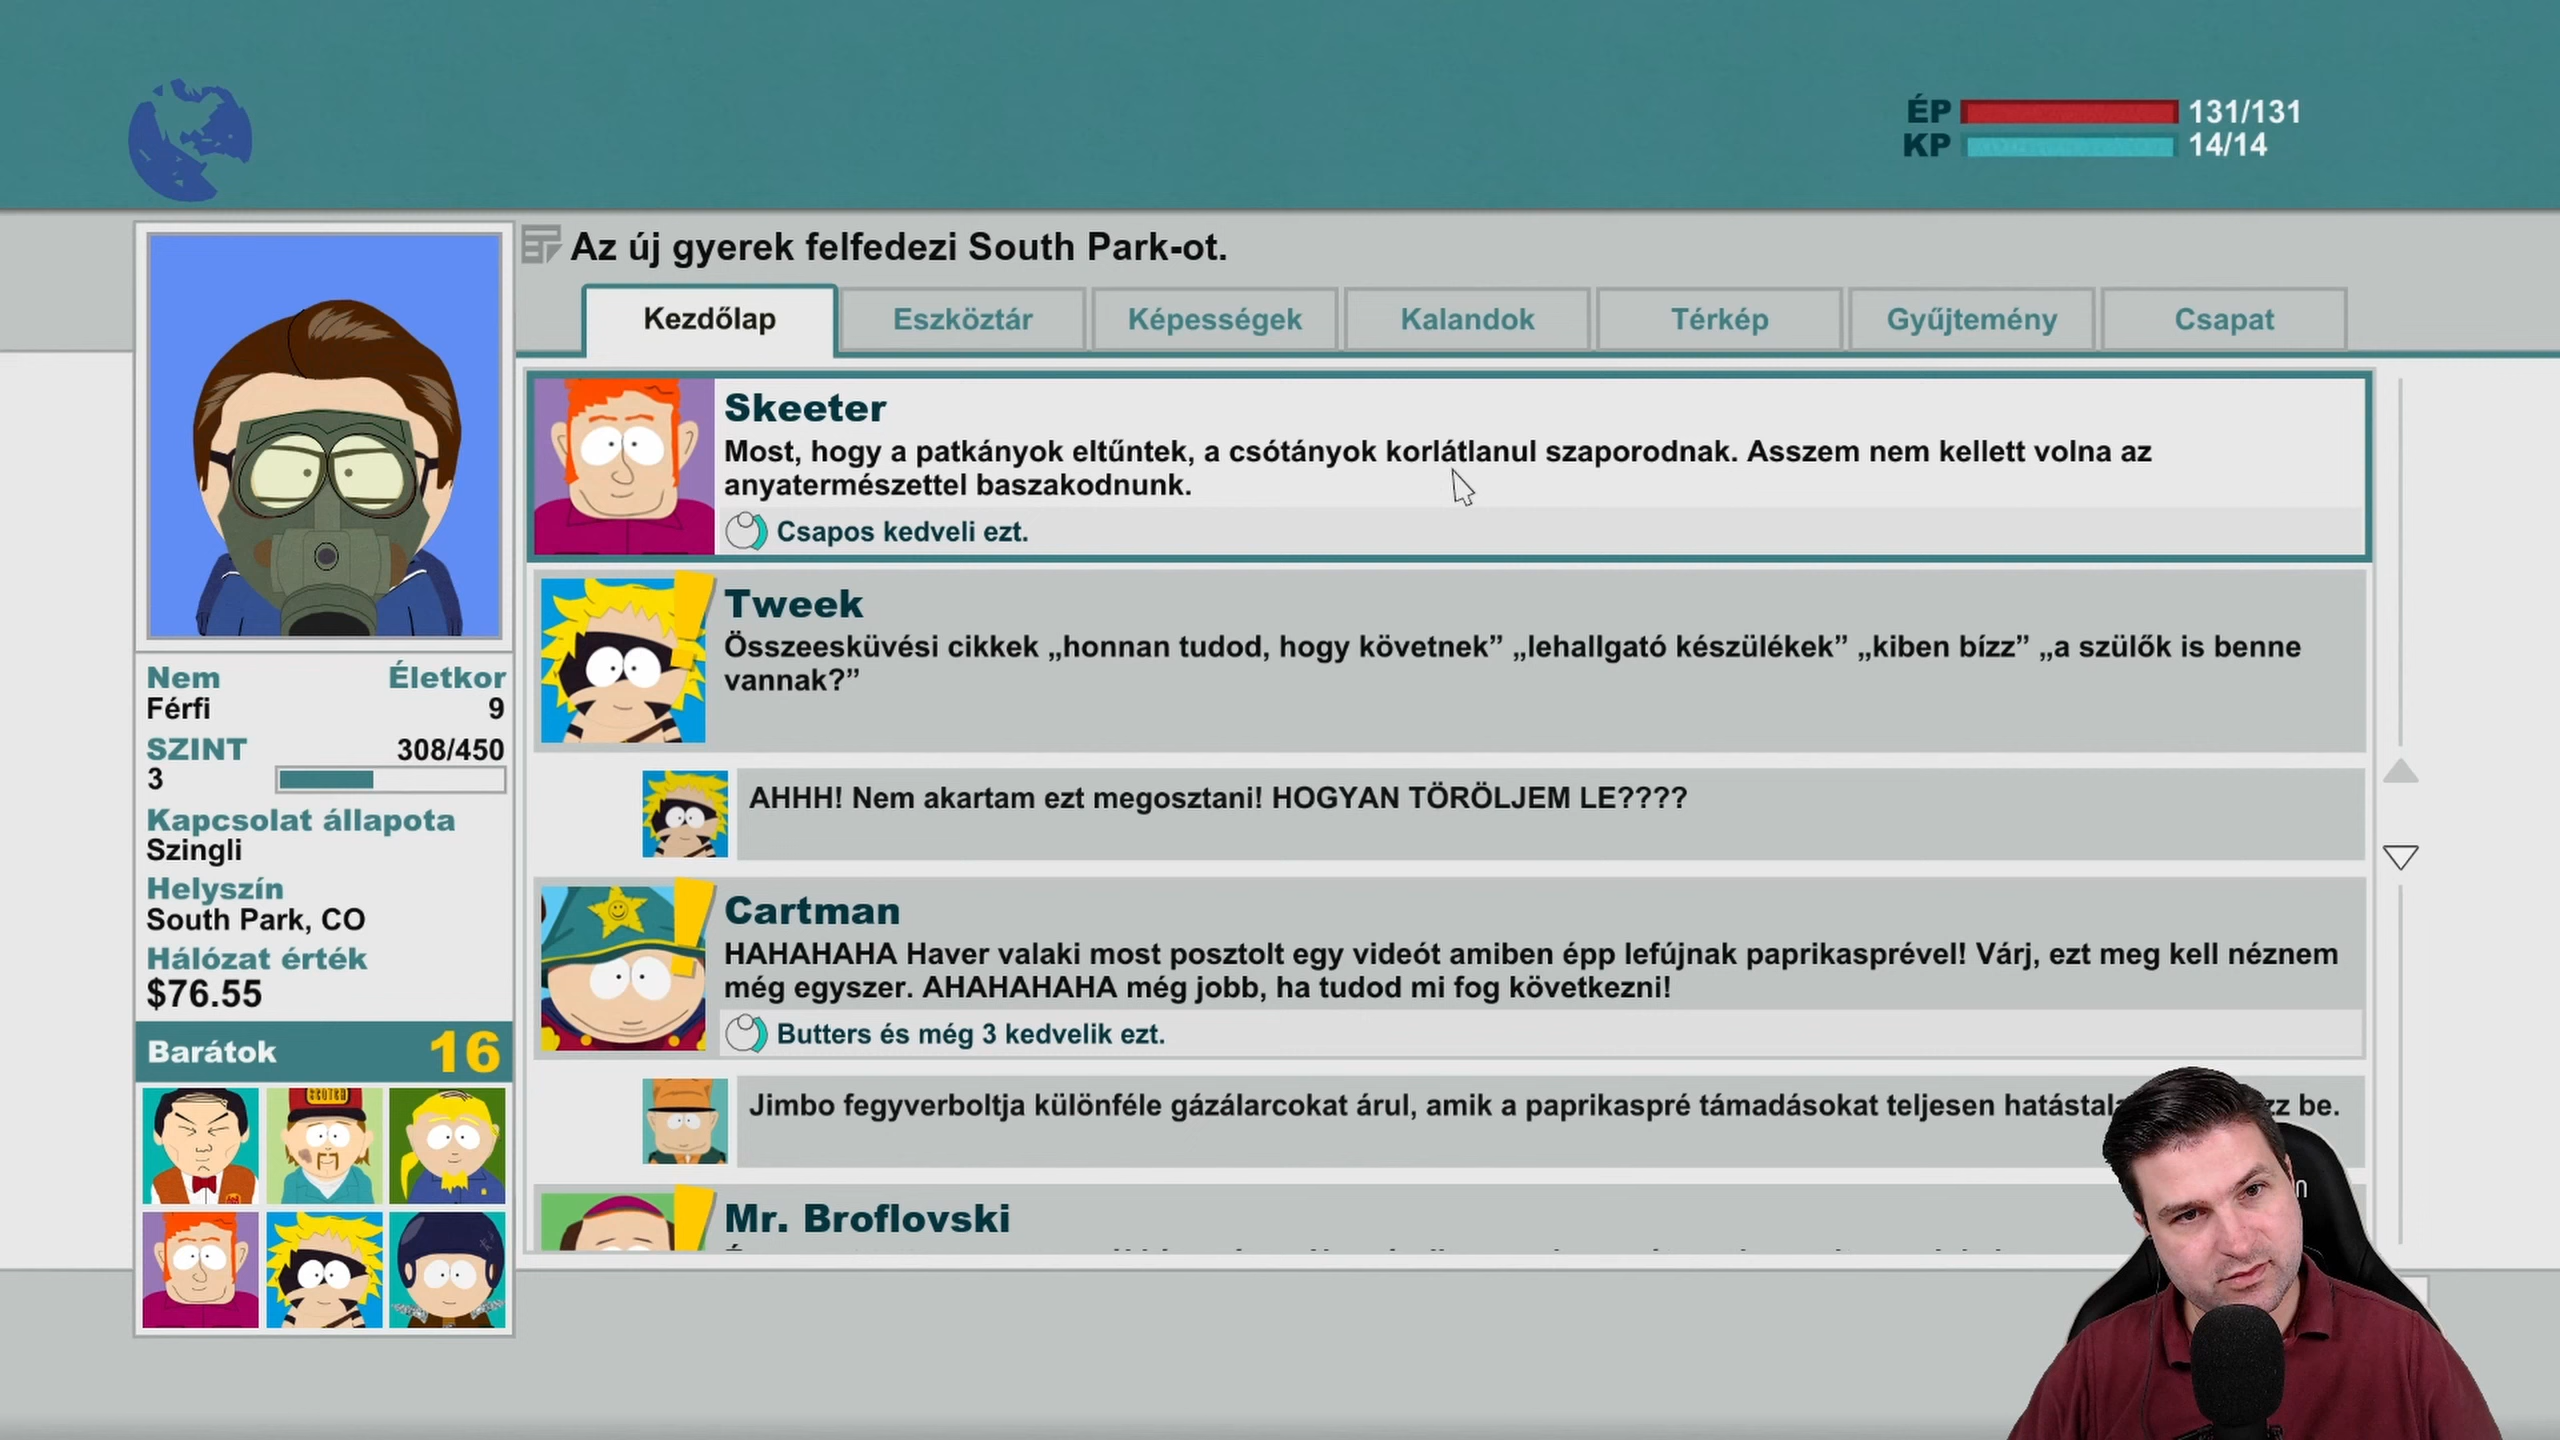 ÉP 131/131
KP 14/14
Az új gyerek felfedezi South Park-ot.
Kezdőlap Eszköztár Képességek Kalandok Térkép Gyűjtemény Csapat
Skeeter
Most, hogy a patkányok eltűntek, a csótányok korlátlanul szaporodnak. Asszem nem kellett volna az
anyatermészettel baszakodnunk.
Csapos kedveli ezt.
Tweek
Összeesküvési cikkek „honnan tudod, hogy követnek” „lehallgató készülékek” „kiben bízz” „a szülők is benne
vannak?”
AHHH! Nem akartam ezt megosztani! HOGYAN TÖRÖLJEM LE????
Cartman
HAHAHAHA Haver valaki most posztolt egy videót amiben épp lefújnak paprikasprével! Várj, ezt meg kell néznem
még egyszer. AHAHAHAHA még jobb, ha tudod mi fog következni!
Butters és még 3 kedvelik ezt.
Jimbo fegyverboltja különféle gázálarcokat árul, amik a paprikaspré támadásokat teljesen be.
Mr. Broflovski
Nem Életkor
Férfi 9
SZINT 308/450
3
Kapcsolat állapota
Szingli
Helyszín
South Park, CO
Hálózat érték
$76.55
Barátok 16
SCOTCH